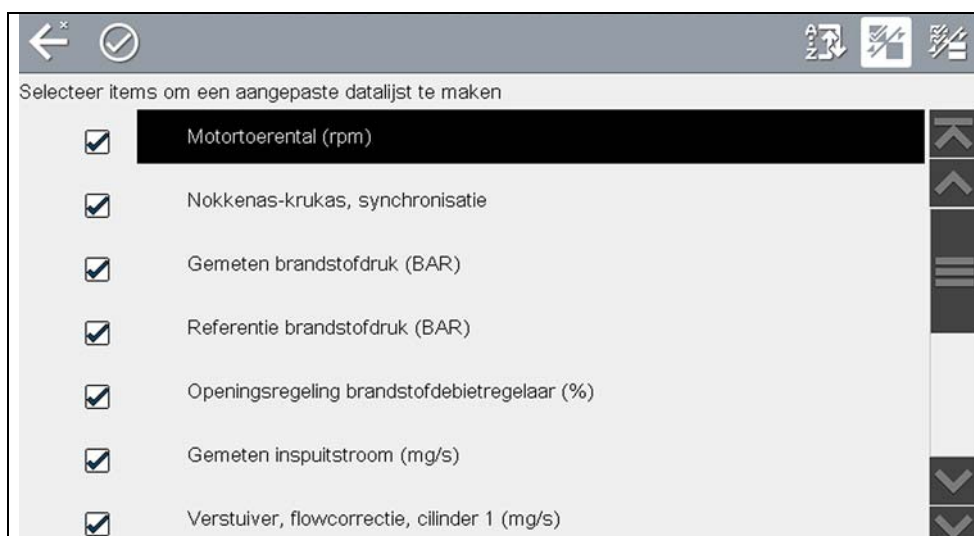 Selecteer items om een aangepaste datalijst te maken
Motortoerental (rpm)
Nokkenas-krukas, synchronisatie
Gemeten brandstofdruk (BAR)
Referentie brandstofdruk (BAR)
Openingsregeling brandstofdebietregelaar (%)
Gemeten inspuitstroom (mg/s)
Verstuiver, flowcorrectie, cilinder 1 (mg/s)